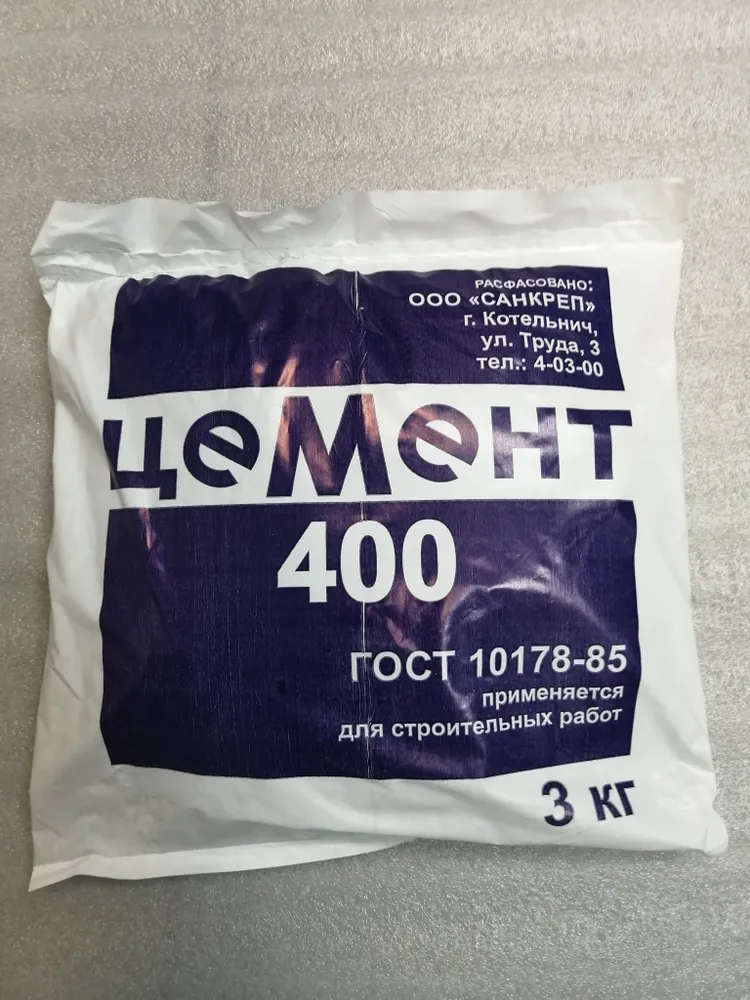 РАСФАСОВАНО:
ООО «САНКРЕП»
г. Котельнич,
ул. Труда, 3
тел.: 4-03-00
цемент
400
ГОСТ 10178-85
применяется
для строительных работ
3 кг